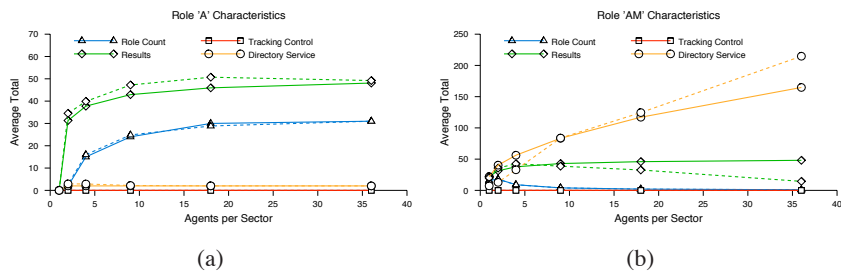 Role 'A' Characteristics
70
60
50
40
30
20
10
0
Average Total
Role Count
Results
Tracking Control
Directory Service
0 5 10 15 20 25 30 35 40
Agents per Sector
(a)
Role 'AM' Characteristics
250
200
150
100
50
0
Average Total
Role Count
Results
Tracking Control
Directory Service
0 5 10 15 20 25 30 35 40
Agents per Sector
(b)